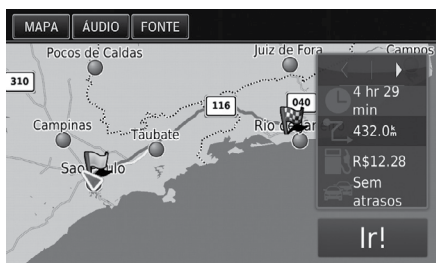 MAPA ÁUDIO FONTE
Pocos de Caldas
Juiz de Fora
Campos
310
116
040
4 hr 29
min
Campinas
Taubate
Rio
432.0km
R$12.28
Sem
atrasos
Ir!